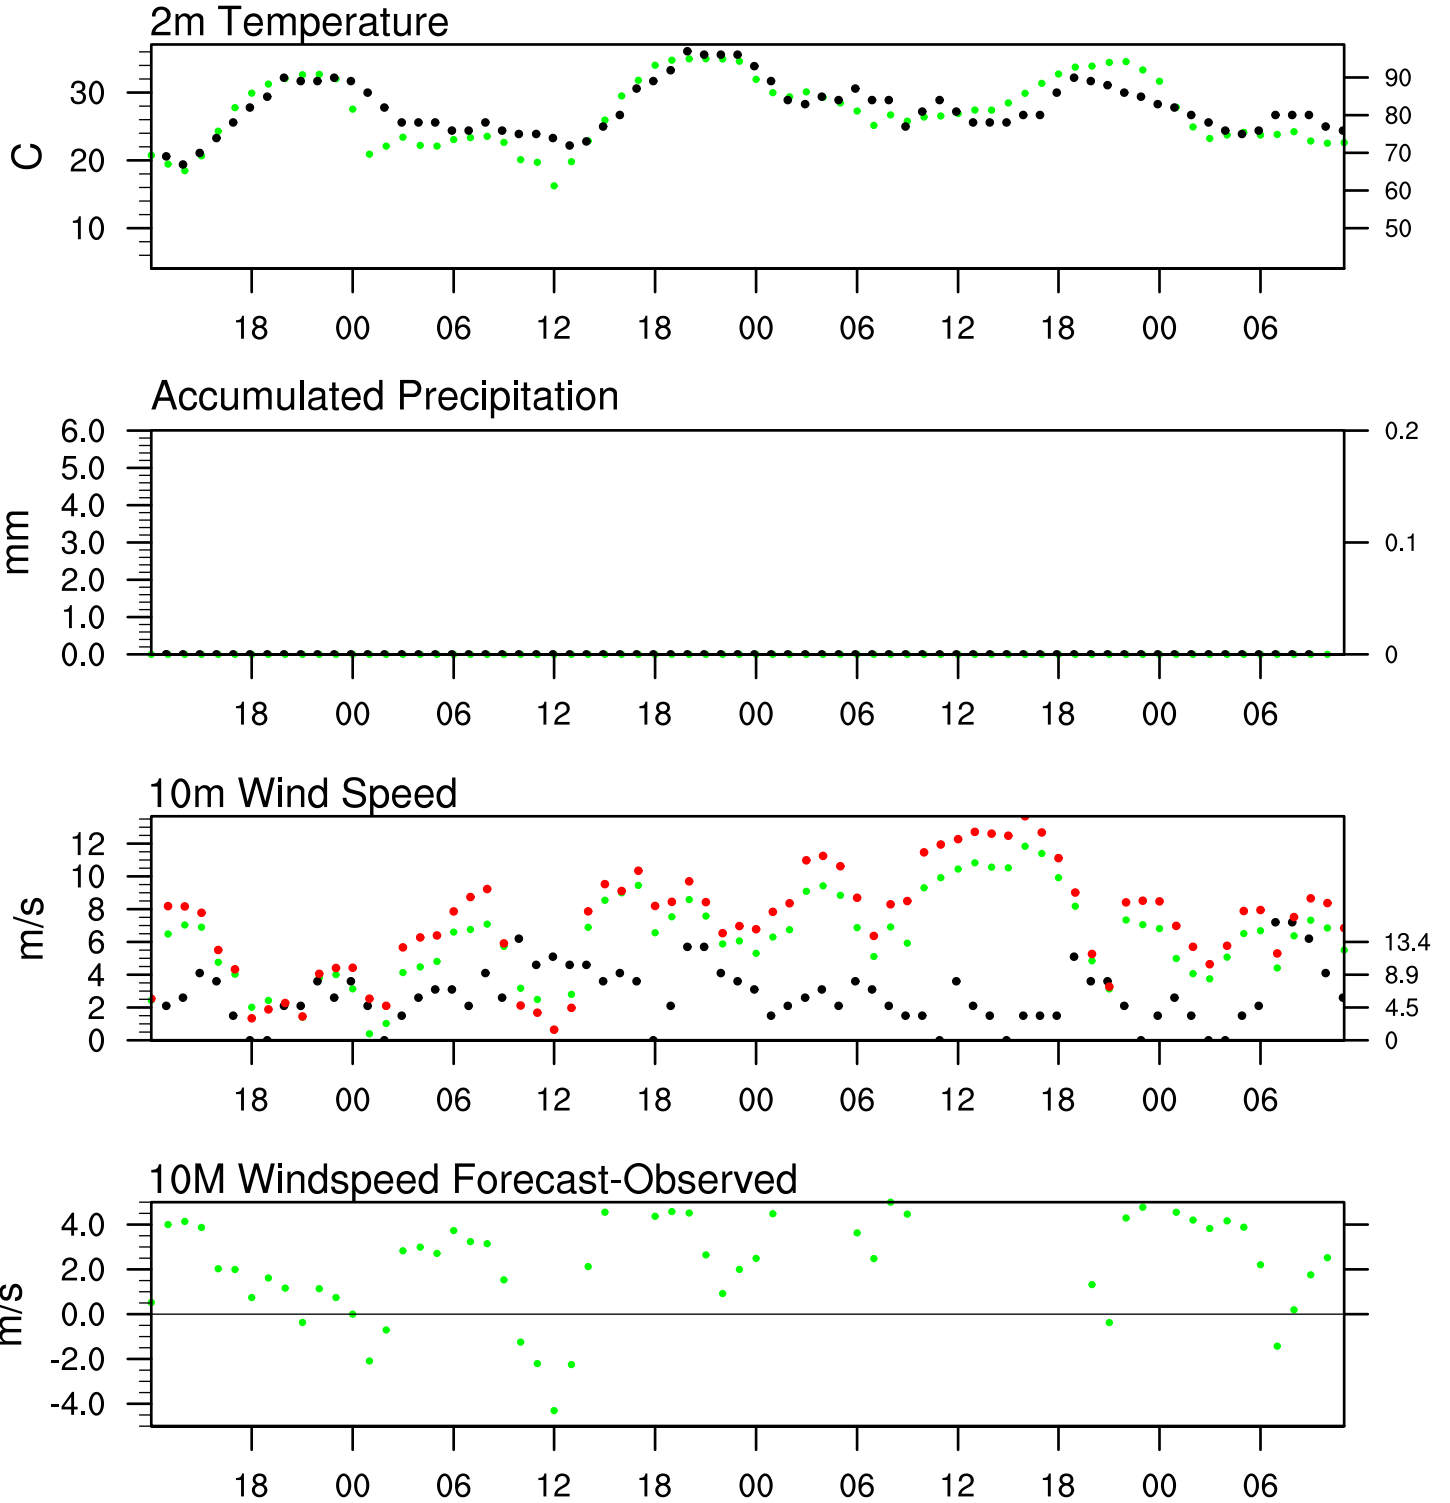 2m Temperature
30
20
10
C
90
80
70
60
50
18 00 06 12 18 00 06 12 18 00 06
Accumulated Precipitation
6.0
5.0
4.0
3.0
2.0
1.0
0.0
mm
0.2
0.1
0
18 00 06 12 18 00 06 12 18 00 06
10m Wind Speed
12
10
8
6
4
2
0
m/s
13.4
8.9
4.5
0
18 00 06 12 18 00 06 12 18 00 06
10M Windspeed Forecast-Observed
4.0
2.0
0.0
-2.0
-4.0
m/s
18 00 06 12 18 00 06 12 18 00 06